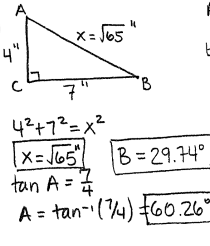 A
x = √65"
4"
C
7"
B
4² + 7² = x²
x = √65"
B = 29.74°
tan A = 7/4
A = tan⁻¹(7/4) = 60.26°